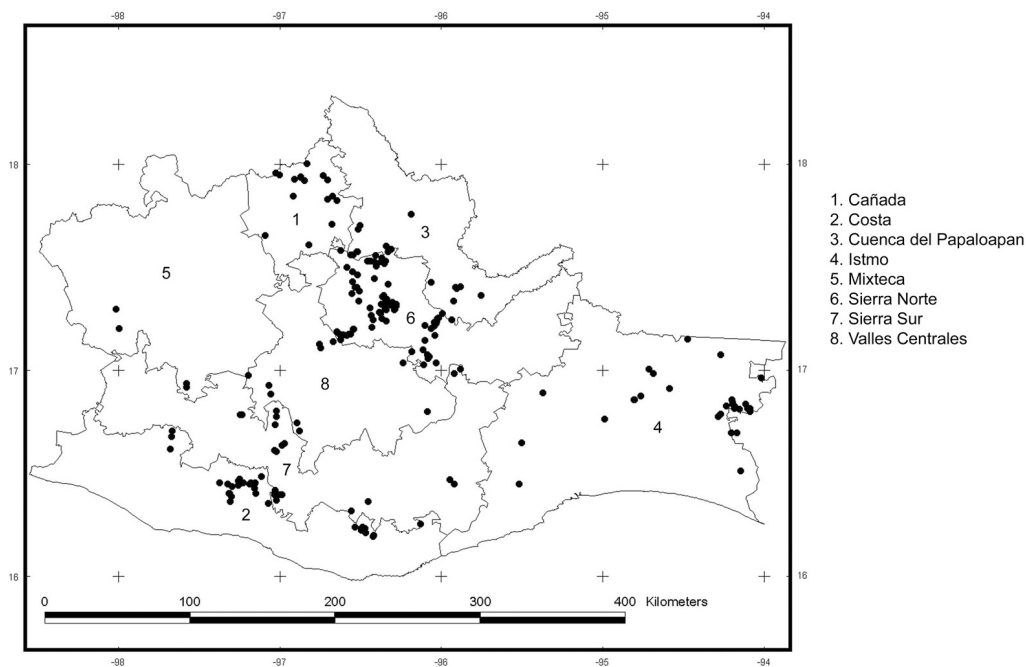 -98 -97 -96 -95 -94
18 18
1
3
5
6
17 17
8
4
7
2
16 16
0 100 200 300 400 Kilometers
-98 -97 -96 -95 -94
1. Cañada
2. Costa
3. Cuenca del Papaloapan
4. Istmo
5. Mixteca
6. Sierra Norte
7. Sierra Sur
8. Valles Centrales